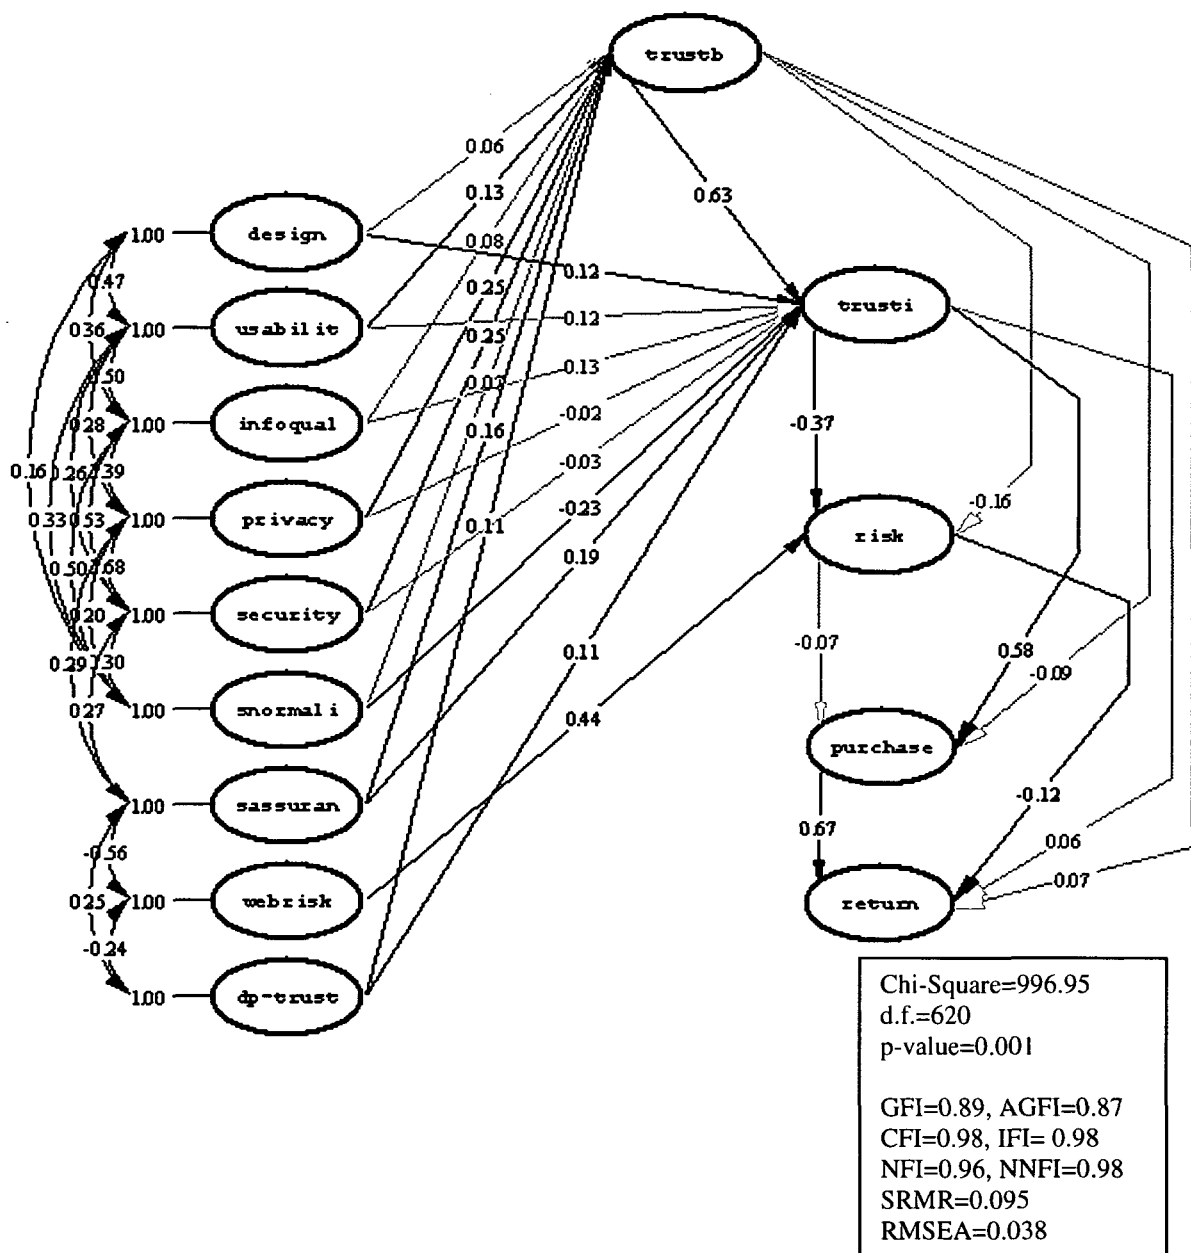 trustb
0.06
0.13
0.63
design
1.00
0.08
0.12
trusti
0.47
0.25
usabilit
1.00
0.36
0.12
0.25
0.13
infoqual
1.00
0.28
-0.02
-0.37
0.16
0.16
0.39
-0.03
privacy
1.00
0.33
0.53
-0.23
-0.16
risk
0.11
0.19
0.50
0.68
security
1.00
0.20
0.11
-0.07
0.58
-0.09
0.29
0.30
0.27
snormali
1.00
0.44
purchase
sassuran
1.00
-0.12
0.67
0.06
-0.07
-0.56
webrisk
1.00
0.25
return
-0.24
dp-trust
1.00
Chi-Square=996.95
d.f.=620
p-value=0.001
GFI=0.89, AGFI=0.87
CFI=0.98, IFI= 0.98
NFI=0.96, NNFI=0.98
SRMR=0.095
RMSEA=0.038